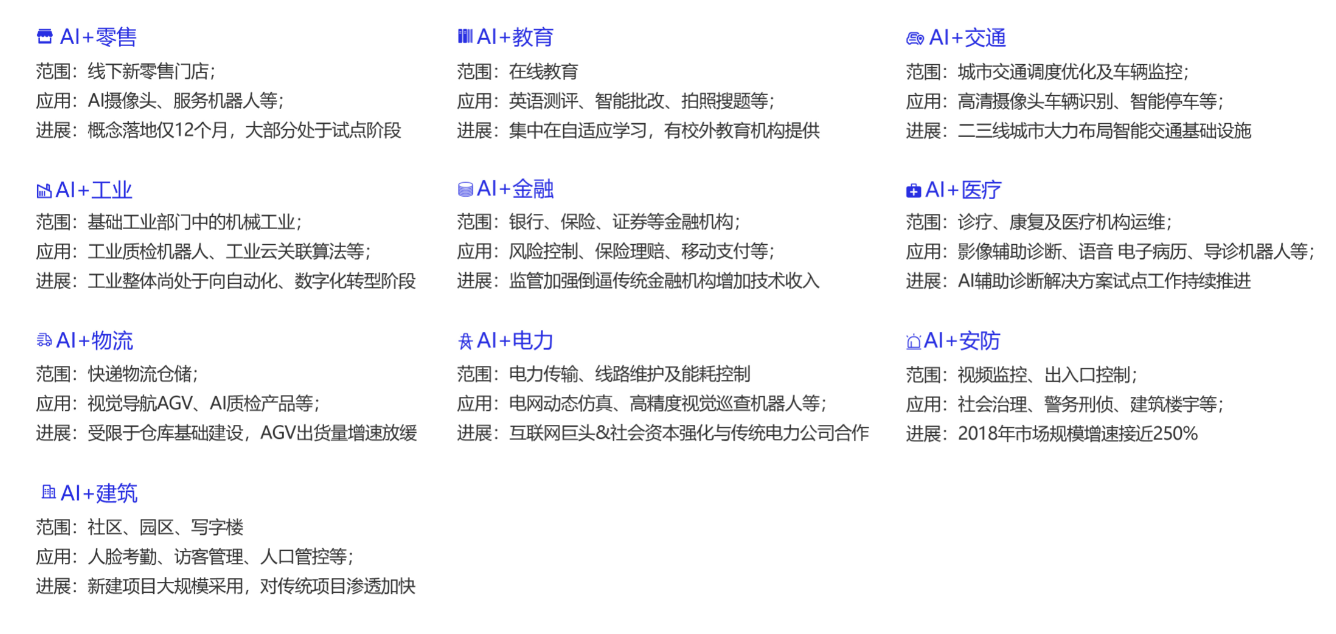 AI+零售
范围：线下新零售门店；
应用：AI摄像头、服务机器人等；
进展：概念落地仅12个月，大部分处于试点阶段
AI+教育
范围：在线教育
应用：英语测评、智能批改、拍照搜题等；
进展：集中在自适应学习，有校外教育机构提供
AI+交通
范围：城市交通调度优化及车辆监控；
应用：高清摄像头车辆识别、智能停车等；
进展：二三线城市大力布局智能交通基础设施
AI+工业
范围：基础工业部门中的机械工业；
应用：工业质检机器人、工业云关联算法等；
进展：工业整体尚处于向自动化、数字化转型阶段
AI+金融
范围：银行、保险、证券等金融机构；
应用：风险控制、保险理赔、移动支付等；
进展：监管加强倒逼传统金融机构增加技术收入
AI+医疗
范围：诊疗、康复及医疗机构运维；
应用：影像辅助诊断、语音 电子病历、导诊机器人等；
进展：AI辅助诊断解决方案试点工作持续推进
AI+物流
范围：快递物流仓储；
应用：视觉导航AGV、AI质检产品等；
进展：受限于仓库基础建设，AGV出货量增速放缓
AI+电力
范围：电力传输、线路维护及能耗控制
应用：电网动态仿真、高精度视觉巡查机器人等；
进展：互联网巨头&社会资本强化与传统电力公司合作
AI+安防
范围：视频监控、出入口控制；
应用：社会治理、警务刑侦、建筑楼宇等；
进展：2018年市场规模增速接近250%
AI+建筑
范围：社区、园区、写字楼
应用：人脸考勤、访客管理、人口管控等；
进展：新建项目大规模采用，对传统项目渗透加快